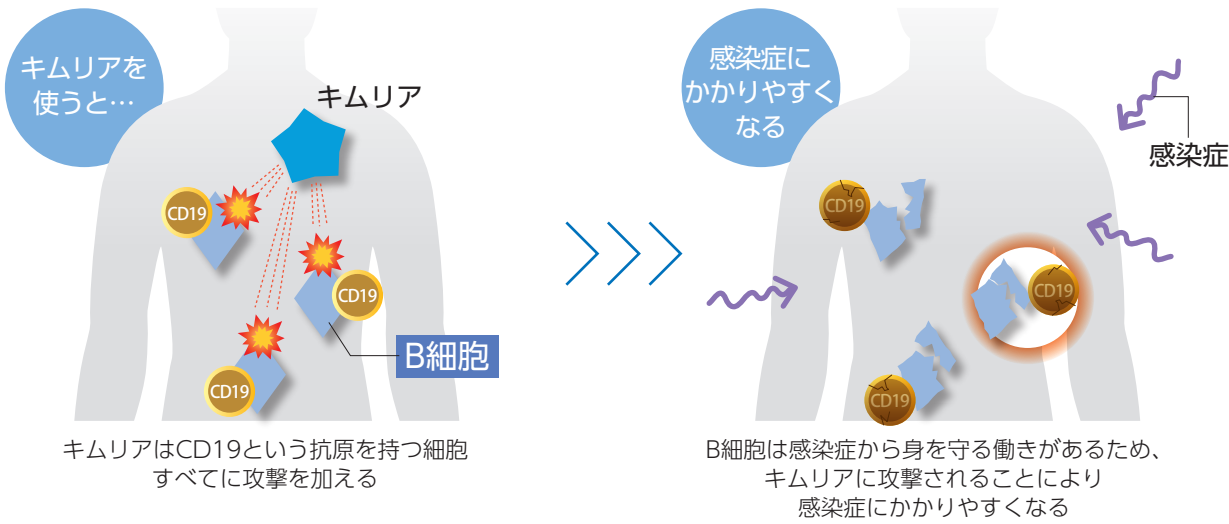 キムリアを
使うと…
キムリア
CD19
CD19
B細胞
CD19
キムリアはCD19という抗原を持つ細胞
すべてに攻撃を加える
感染症に
かかりやすく
なる
感染症
CD19
CD19
CD19
B細胞は感染症から身を守る働きがあるため、
キムリアに攻撃されることにより
感染症にかかりやすくなる